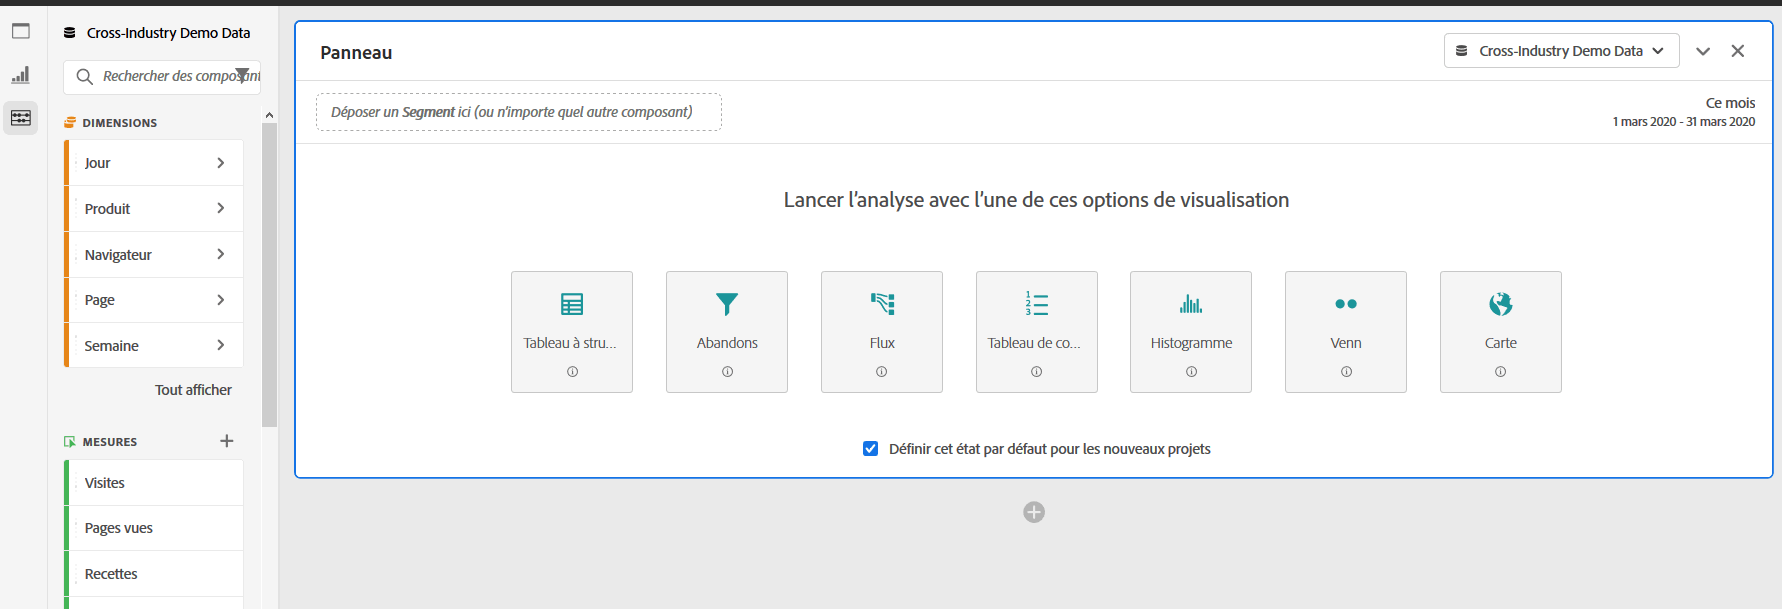 Cross-Industry Demo Data
Rechercher des composant
DIMENSIONS
Jour
Produit
Navigateur
Page
Semaine
Tout afficher
MESURES
Visites
Pages vues
Recettes
Panneau
Cross-Industry Demo Data
Déposer un Segment ici (ou n'importe quel autre composant)
Ce mois
1 mars 2020 - 31 mars 2020
Lancer l'analyse avec l'une de ces options de visualisation
Tableau à stru...
Abandons
Flux
1
2
3
Tableau de co...
Histogramme
Venn
Carte
Définir cet état par défaut pour les nouveaux projets